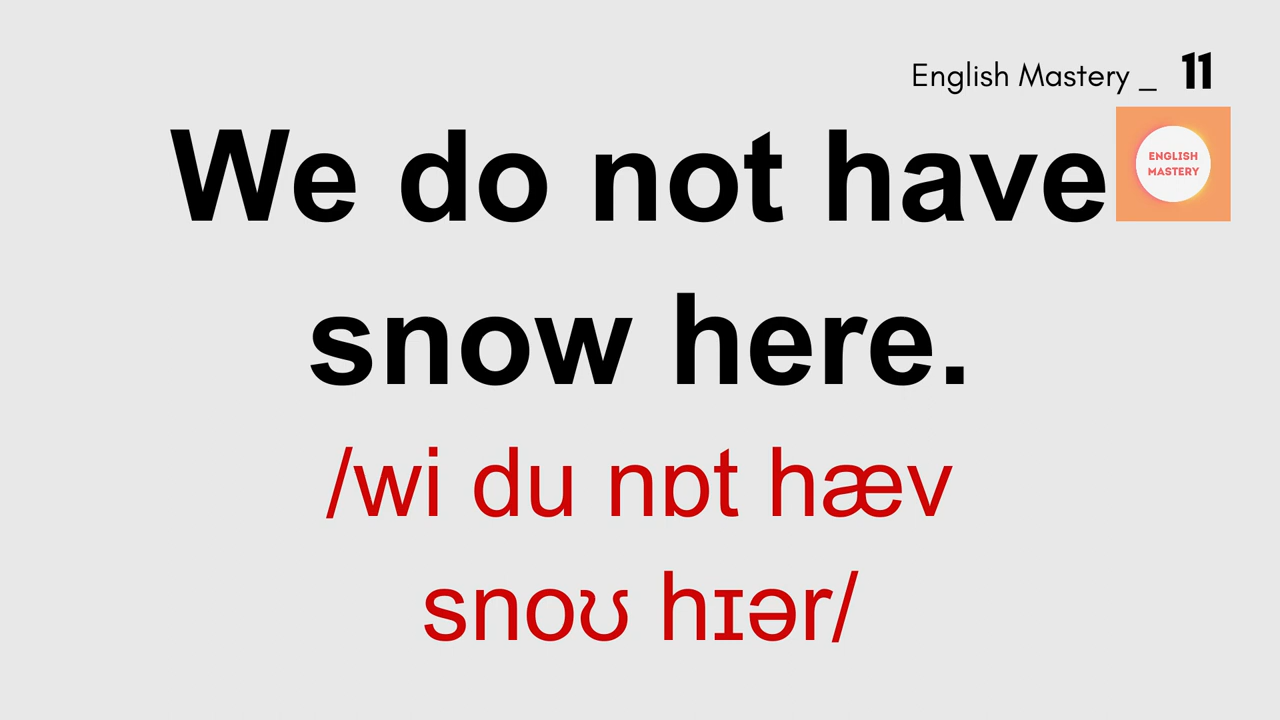 English Mastery _ 11
We do not have
ENGLISH
MASTERY
snow here.
/wi du nɒt hæv
snoʊ hɪər/